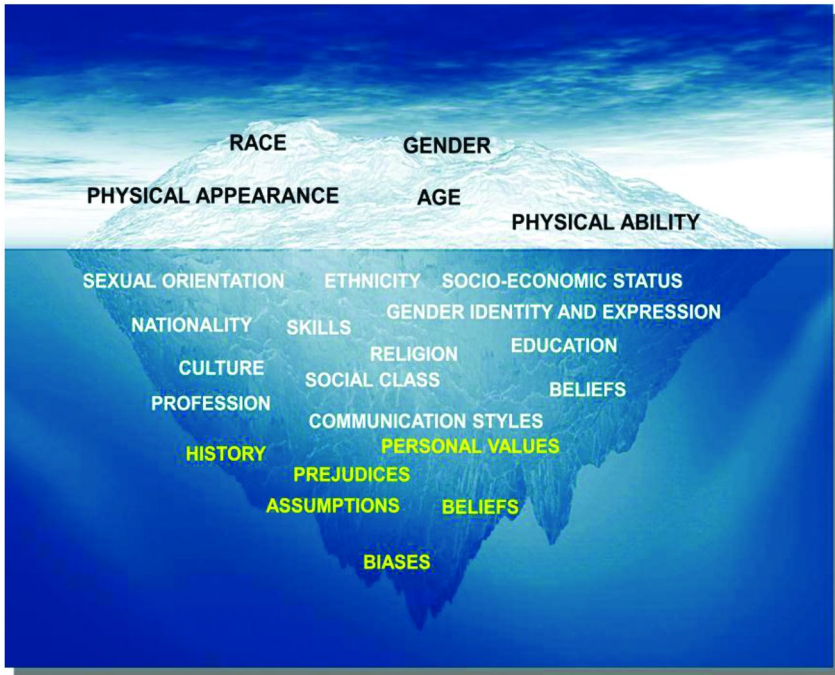 RACE GENDER
PHYSICAL APPEARANCE AGE
PHYSICAL ABILITY
SEXUAL ORIENTATION ETHNICITY SOCIO-ECONOMIC STATUS
GENDER IDENTITY AND EXPRESSION
NATIONALITY SKILLS
EDUCATION
RELIGION
CULTURE
SOCIAL CLASS
BELIEFS
PROFESSION
COMMUNICATION STYLES
PERSONAL VALUES
HISTORY
PREJUDICES
ASSUMPTIONS BELIEFS
BIASES